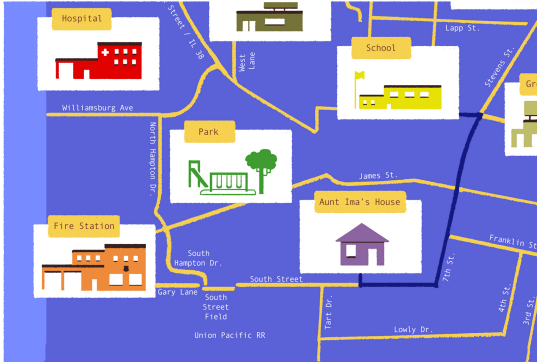 Hospital
Street / IL 38
West
Lane
School
Lapp St.
Stevens St.
Williamsburg Ave
North Hampton Dr.
Park
James St.
Aunt Ima's House
Fire Station
South
Hampton Dr.
Franklin St
7th St.
Gary Lane
South Street
South
Street
Field
Tart Dr.
4th St.
3rd St.
Union Pacific RR
Lowly Dr.